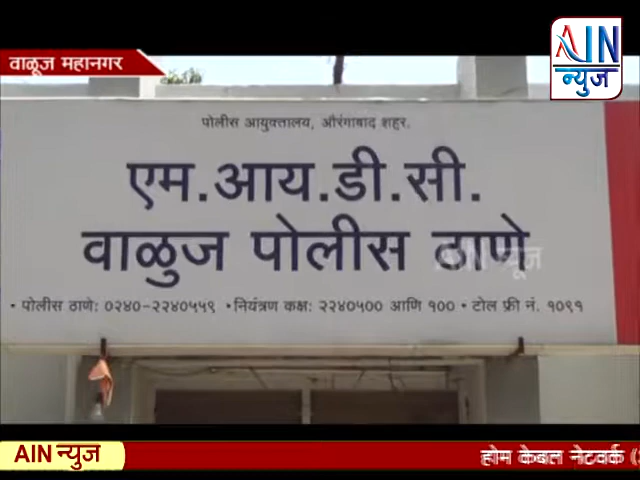 वाळूज महानगर
AIN
न्युज
पोलीस आयुक्तालय, औरंगाबाद शहर.
एम.आय.डी.सी.
वाळुज पोलीस ठाणे
AIN न्यूज
• पोलीस ठाणे: ०२४०-२२४०५५९ •नियंत्रण कक्ष: २२४०५०० आणि १०० • टोल फ्री नं. १०९१
AIN न्युज
होम केबल नेटवर्क